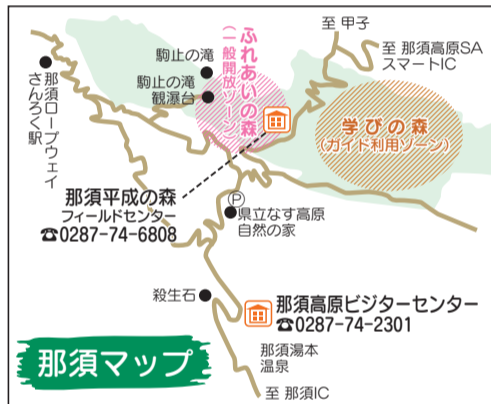 至 甲子
至 那須高原SA
スマートIC
駒止の滝
駒止の滝
観瀑台
ふれあいの森
(一般開放ゾーン)
那須ロープウェイ
さんろく駅
学びの森
(ガイド利用ゾーン)
那須平成の森
フィールドセンター
☎0287-74-6808
P
県立なす高原
自然の家
殺生石
那須高原ビジターセンター
☎0287-74-2301
那須湯本
温泉
至 那須IC
那須マップ